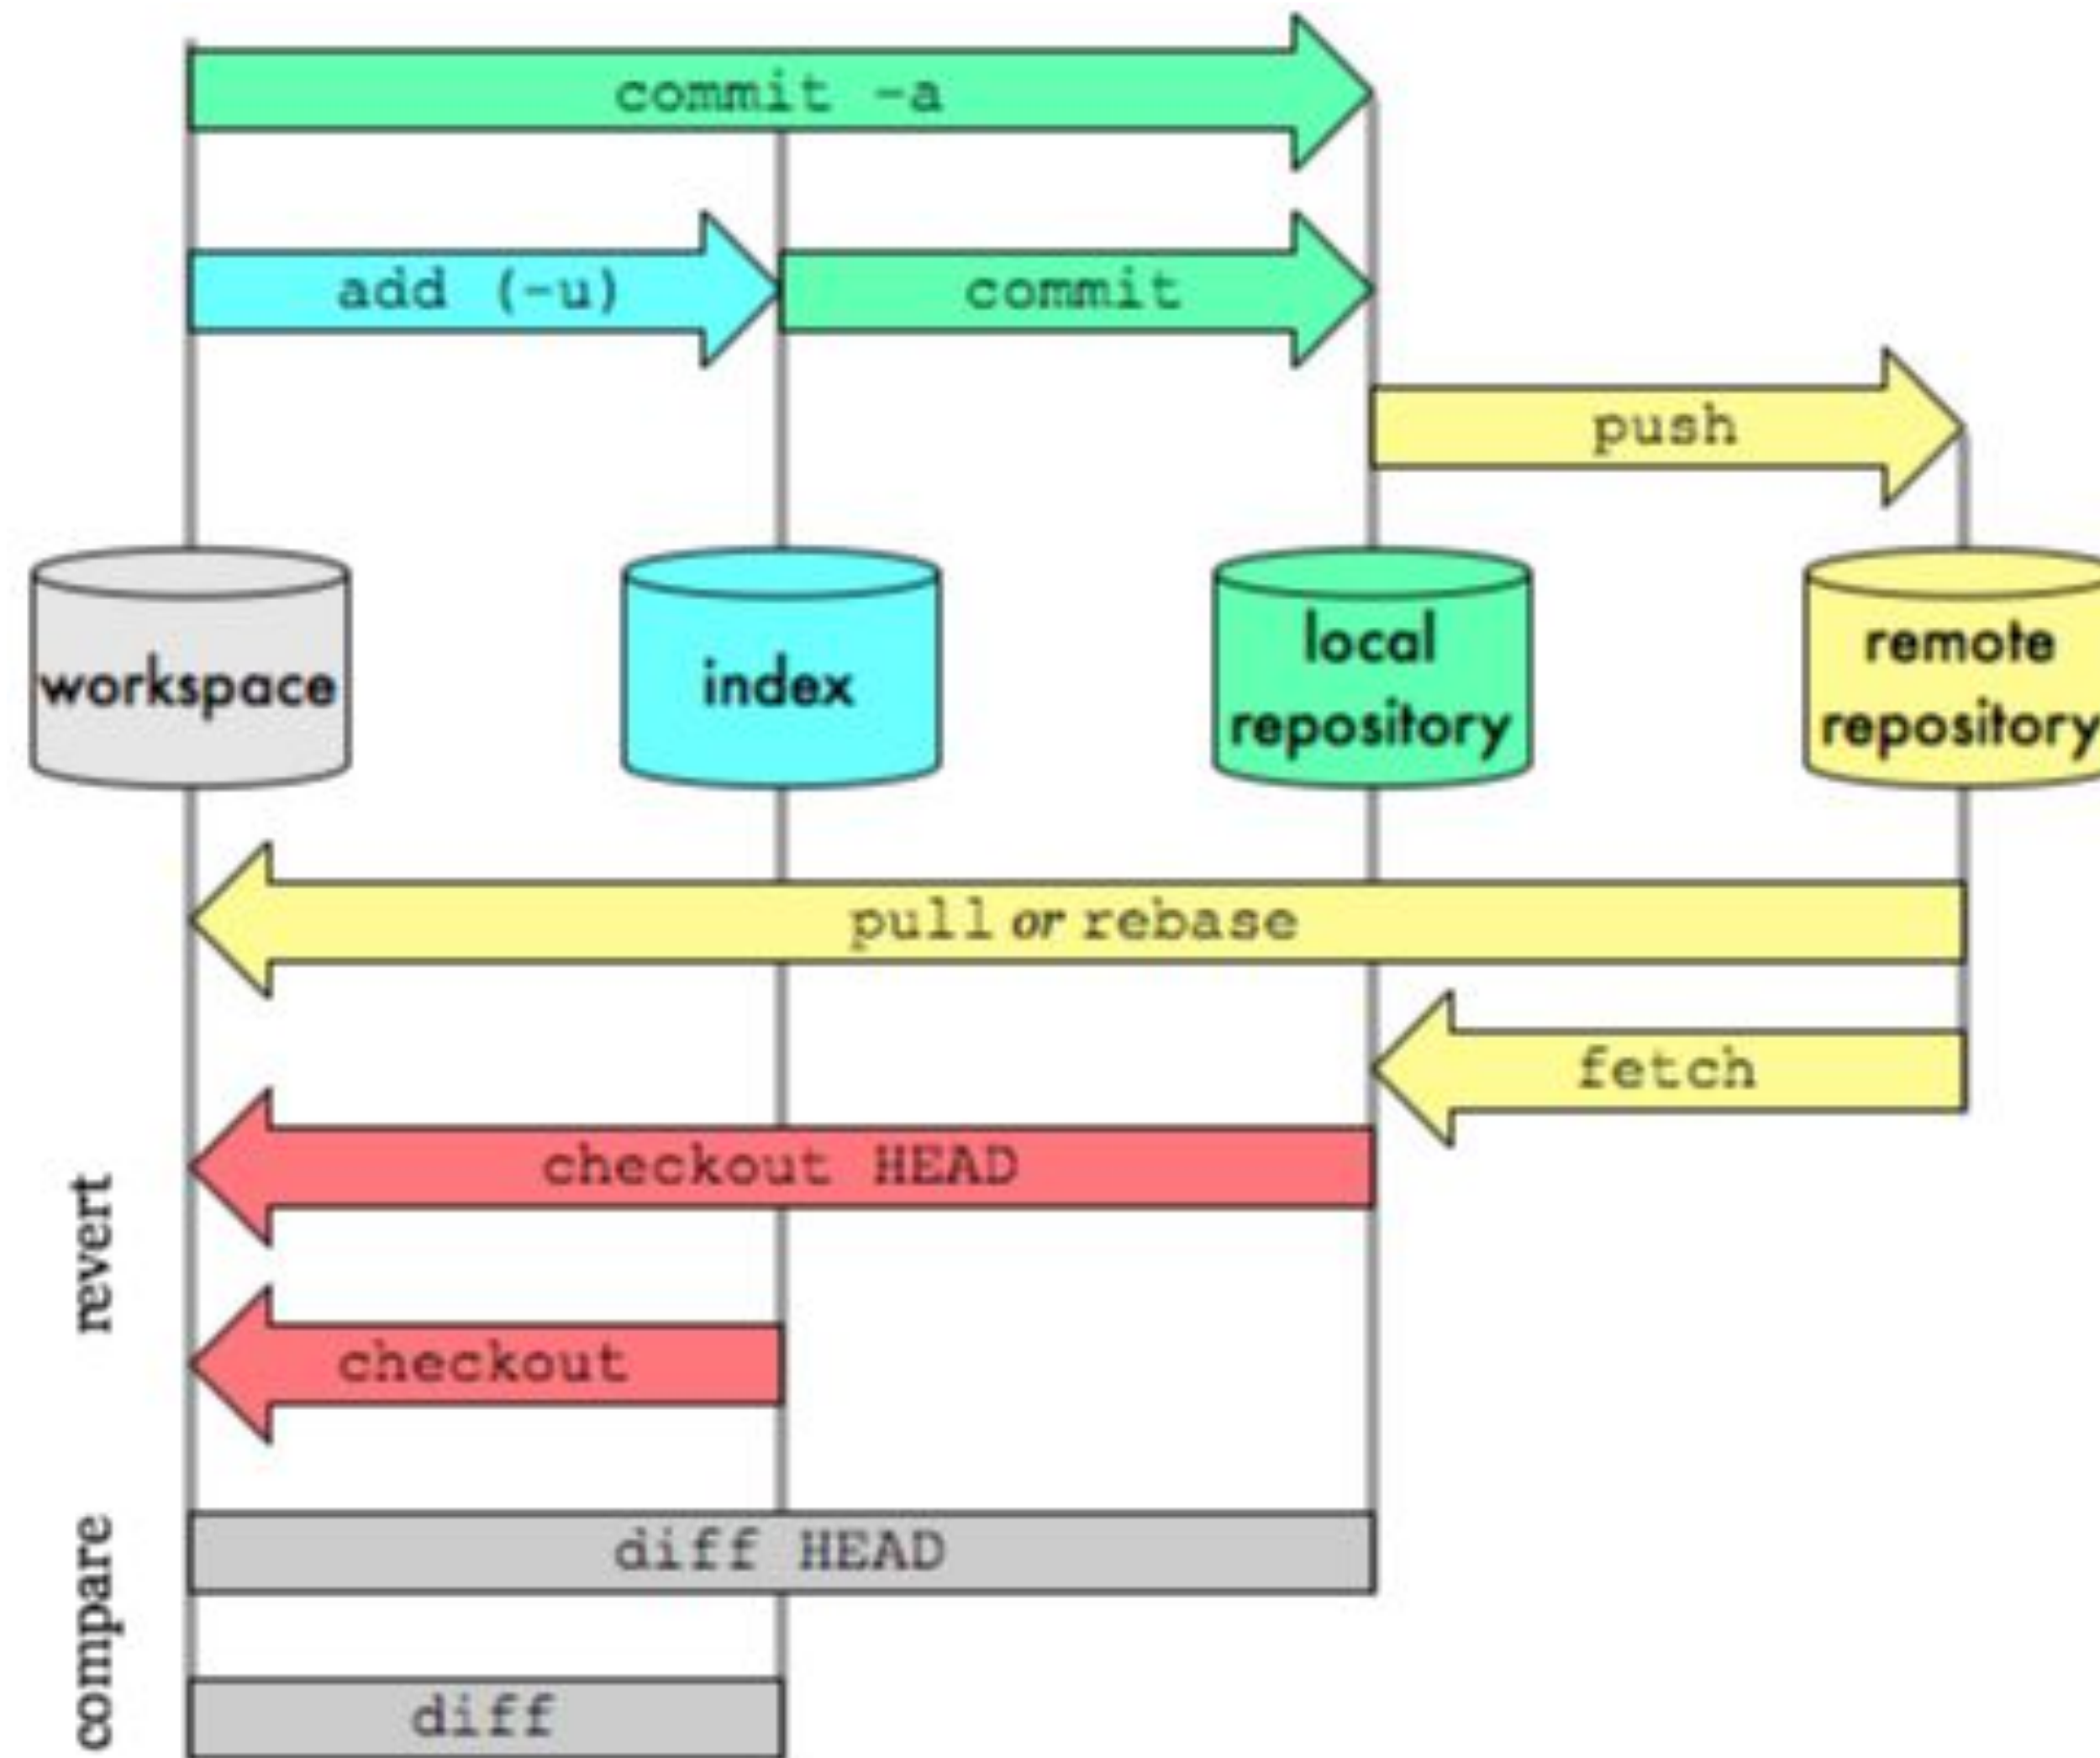 commit -a
add (-u)
commit
push
workspace
index
local
repository
remote
repository
pull or rebase
fetch
revert
checkout HEAD
checkout
compare
diff HEAD
diff